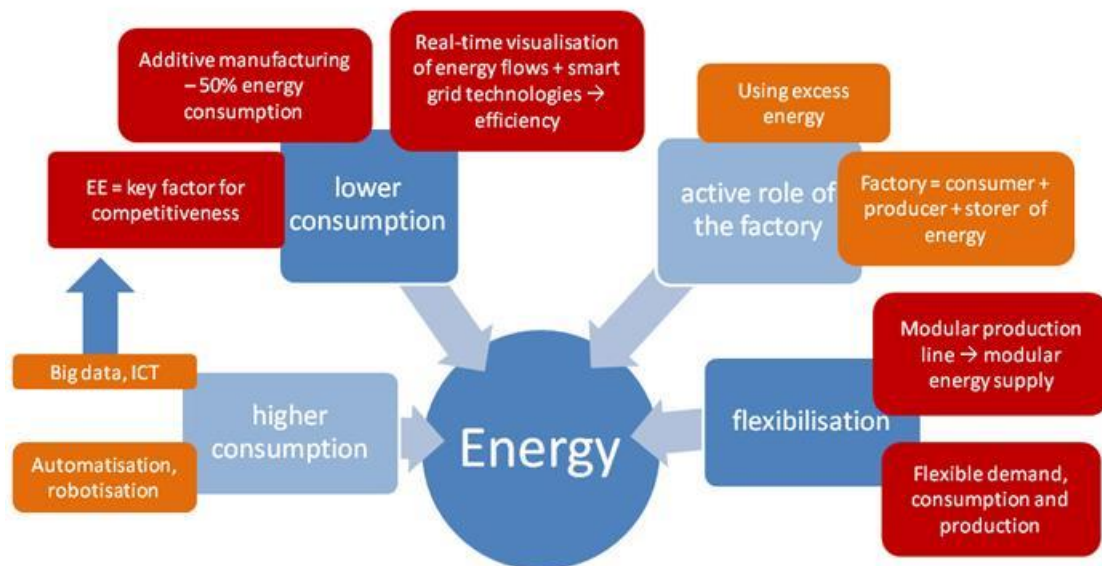 Additive manufacturing
– 50% energy
consumption
Real-time visualisation
of energy flows + smart
grid technologies →
efficiency
Using excess
energy
EE = key factor for
competitiveness
lower
consumption
active role of
the factory
Factory = consumer +
producer + storer of
energy
Big data, ICT
higher
consumption
Automatisation,
robotisation
Energy
flexibilisation
Modular production
line → modular
energy supply
Flexible demand,
consumption and
production